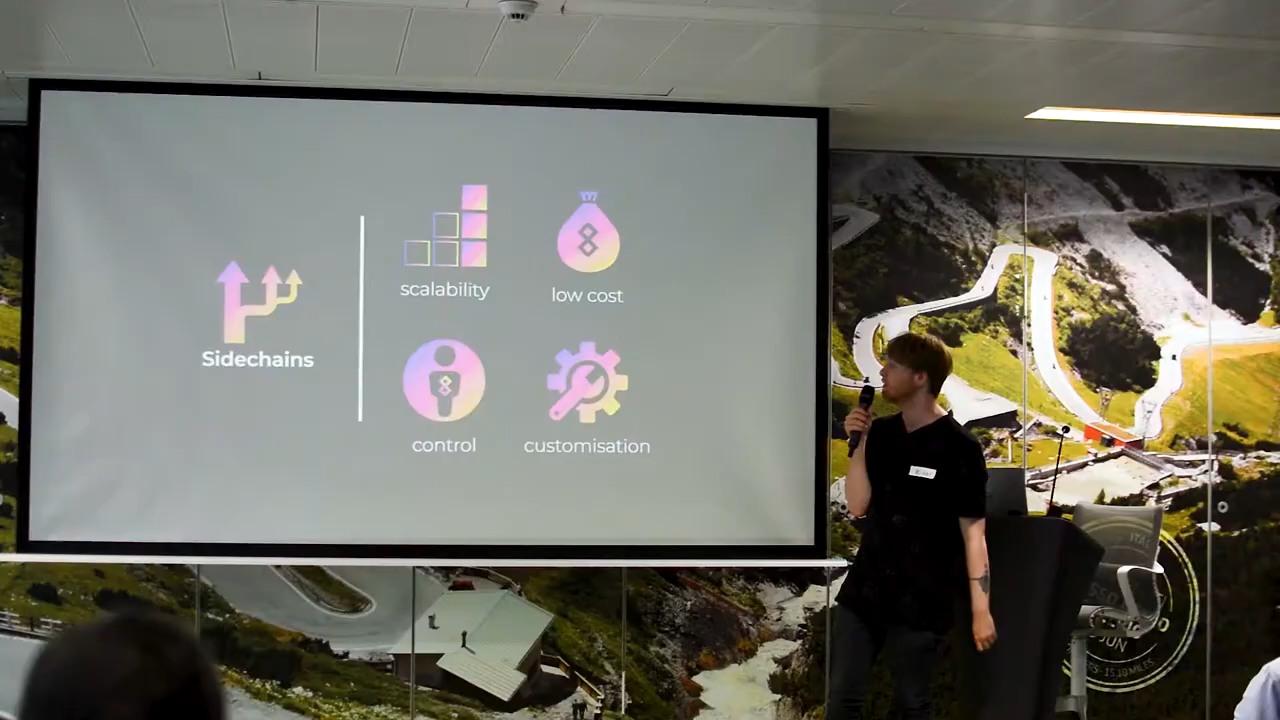 scalability
low cost
Sidechains
control
customisation